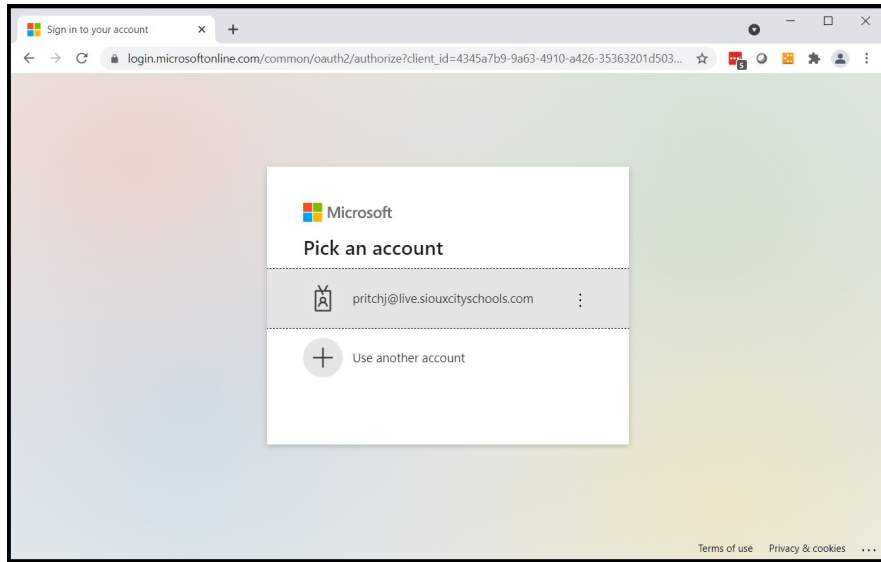 Sign in to your account
login.microsoftonline.com/common/oauth2/authorize?client_id=4345a7b9-9a63-4910-a426-35363201d503...
5
Microsoft
Pick an account
pritchj@live.siouxcityschools.com
Use another account
Terms of use Privacy & cookies ...